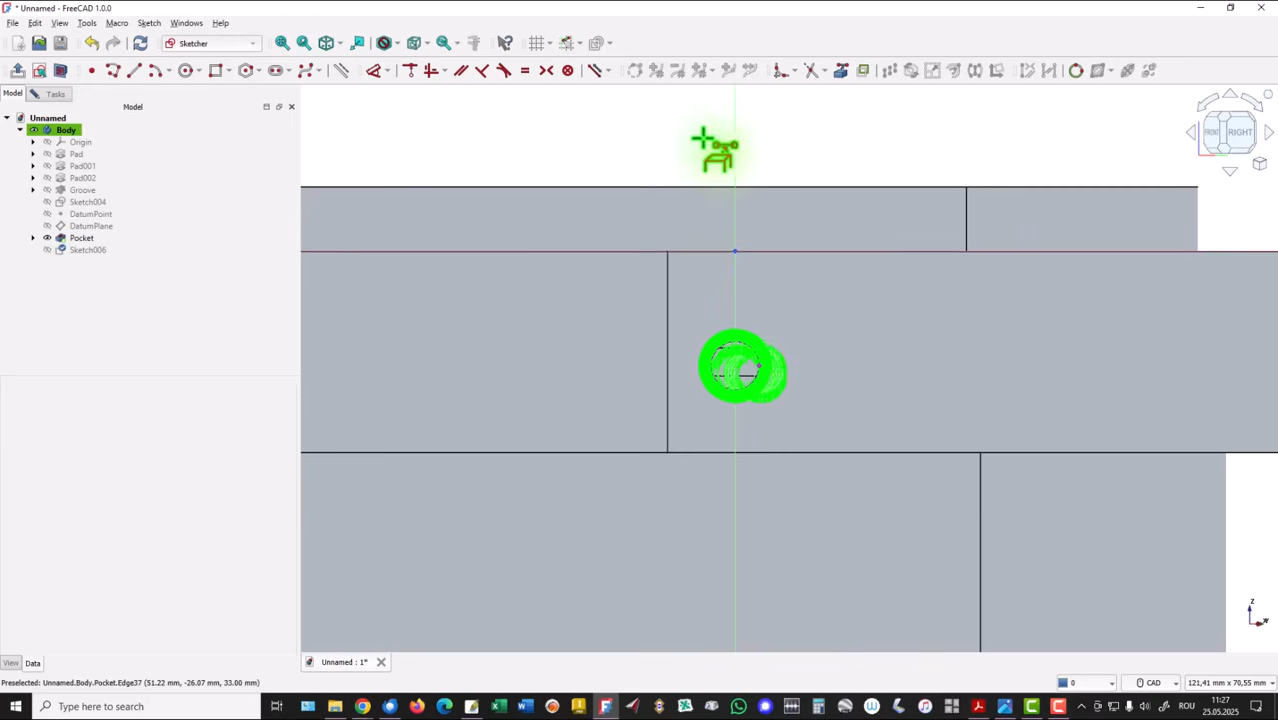 * Unnamed - FreeCAD 1.0.0
File Edit View Tools Macro Sketch Windows Help
Sketcher
Model Tasks
Model
Unnamed
Body
Origin
Pad
Pad001
Pad002
Groove
Sketch004
DatumPoint
DatumPlane
Pocket
Sketch006
FRONT RIGHT
Z
View Data
Unnamed : 1*
Preselected: Unnamed.Body.Pocket.Edge37 (51.22 mm, -26.07 mm, 33.00 mm)
0 CAD 121,41 mm x 70,55 mm
Type here to search
ROU
11:27
25.05.2025